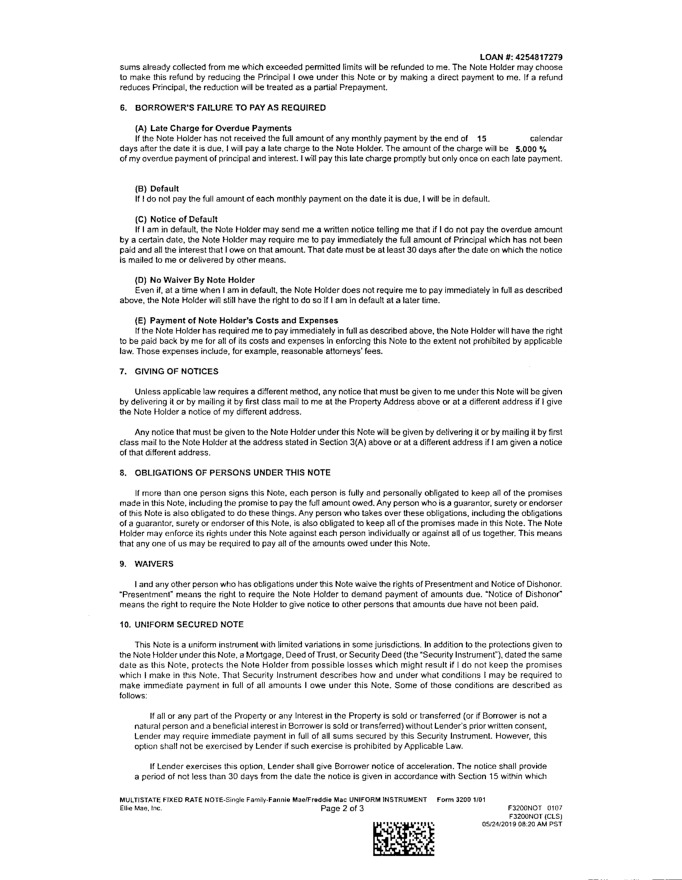 LOAN #: 4254817279
sums already collected from me which exceeded permitted limits will be refunded to me. The Note Holder may choose
to make this refund by reducing the Principal I owe under this Note or by making a direct payment to me. If a refund
reduces Principal, the reduction will be treated as a partial Prepayment.
6. BORROWER'S FAILURE TO PAY AS REQUIRED
(A) Late Charge for Overdue Payments
If the Note Holder has not received the full amount of any monthly payment by the end of 15 calendar
days after the date it is due, I will pay a late charge to the Note Holder. The amount of the charge will be 5.000 %
of my overdue payment of principal and interest. I will pay this late charge promptly but only once on each late payment.
(B) Default
If I do not pay the full amount of each monthly payment on the date it is due, I will be in default.
(C) Notice of Default
If I am in default, the Note Holder may send me a written notice telling me that if I do not pay the overdue amount
by a certain date, the Note Holder may require me to pay immediately the full amount of Principal which has not been
paid and all the interest that I owe on that amount. That date must be at least 30 days after the date on which the notice
is mailed to me or delivered by other means.
(D) No Waiver By Note Holder
Even if, at a time when I am in default, the Note Holder does not require me to pay immediately in full as described
above, the Note Holder will still have the right to do so if I am in default at a later time.
(E) Payment of Note Holder's Costs and Expenses
If the Note Holder has required me to pay immediately in full as described above, the Note Holder will have the right
to be paid back by me for all of its costs and expenses in enforcing this Note to the extent not prohibited by applicable
law. Those expenses include, for example, reasonable attorneys' fees.
7. GIVING OF NOTICES
Unless applicable law requires a different method, any notice that must be given to me under this Note will be given
by delivering it or by mailing it by first class mail to me at the Property Address above or at a different address if I give
the Note Holder a notice of my different address.
Any notice that must be given to the Note Holder under this Note will be given by delivering it or by mailing it by first
class mail to the Note Holder at the address stated in Section 3(A) above or at a different address if I am given a notice
of that different address.
8. OBLIGATIONS OF PERSONS UNDER THIS NOTE
If more than one person signs this Note, each person is fully and personally obligated to keep all of the promises
made in this Note, including the promise to pay the full amount owed. Any person who is a guarantor, surety or endorser
of this Note is also obligated to do these things. Any person who takes over these obligations, including the obligations
of a guarantor, surety or endorser of this Note, is also obligated to keep all of the promises made in this Note. The Note
Holder may enforce its rights under this Note against each person individually or against all of us together. This means
that any one of us may be required to pay all of the amounts owed under this Note.
9. WAIVERS
I and any other person who has obligations under this Note waive the rights of Presentment and Notice of Dishonor.
"Presentment" means the right to require the Note Holder to demand payment of amounts due. "Notice of Dishonor"
means the right to require the Note Holder to give notice to other persons that amounts due have not been paid.
10. UNIFORM SECURED NOTE
This Note is a uniform instrument with limited variations in some jurisdictions. In addition to the protections given to
the Note Holder under this Note, a Mortgage, Deed of Trust, or Security Deed (the "Security Instrument"), dated the same
date as this Note, protects the Note Holder from possible losses which might result if I do not keep the promises
which I make in this Note. That Security Instrument describes how and under what conditions I may be required to
make immediate payment in full of all amounts I owe under this Note. Some of those conditions are described as
follows:
If all or any part of the Property or any Interest in the Property is sold or transferred (or if Borrower is not a
natural person and a beneficial interest in Borrower is sold or transferred) without Lender's prior written consent,
Lender may require immediate payment in full of all sums secured by this Security Instrument. However, this
option shall not be exercised by Lender if such exercise is prohibited by Applicable Law.
If Lender exercises this option, Lender shall give Borrower notice of acceleration. The notice shall provide
a period of not less than 30 days from the date the notice is given in accordance with Section 15 within which
MULTISTATE FIXED RATE NOTE-Single Family-Fannie Mae/Freddie Mac UNIFORM INSTRUMENT Form 3200 1/01
Ellie Mae, Inc. Page 2 of 3 F3200NOT 0107
F3200NOT (CLS)
05/24/2019 08:20 AM PST